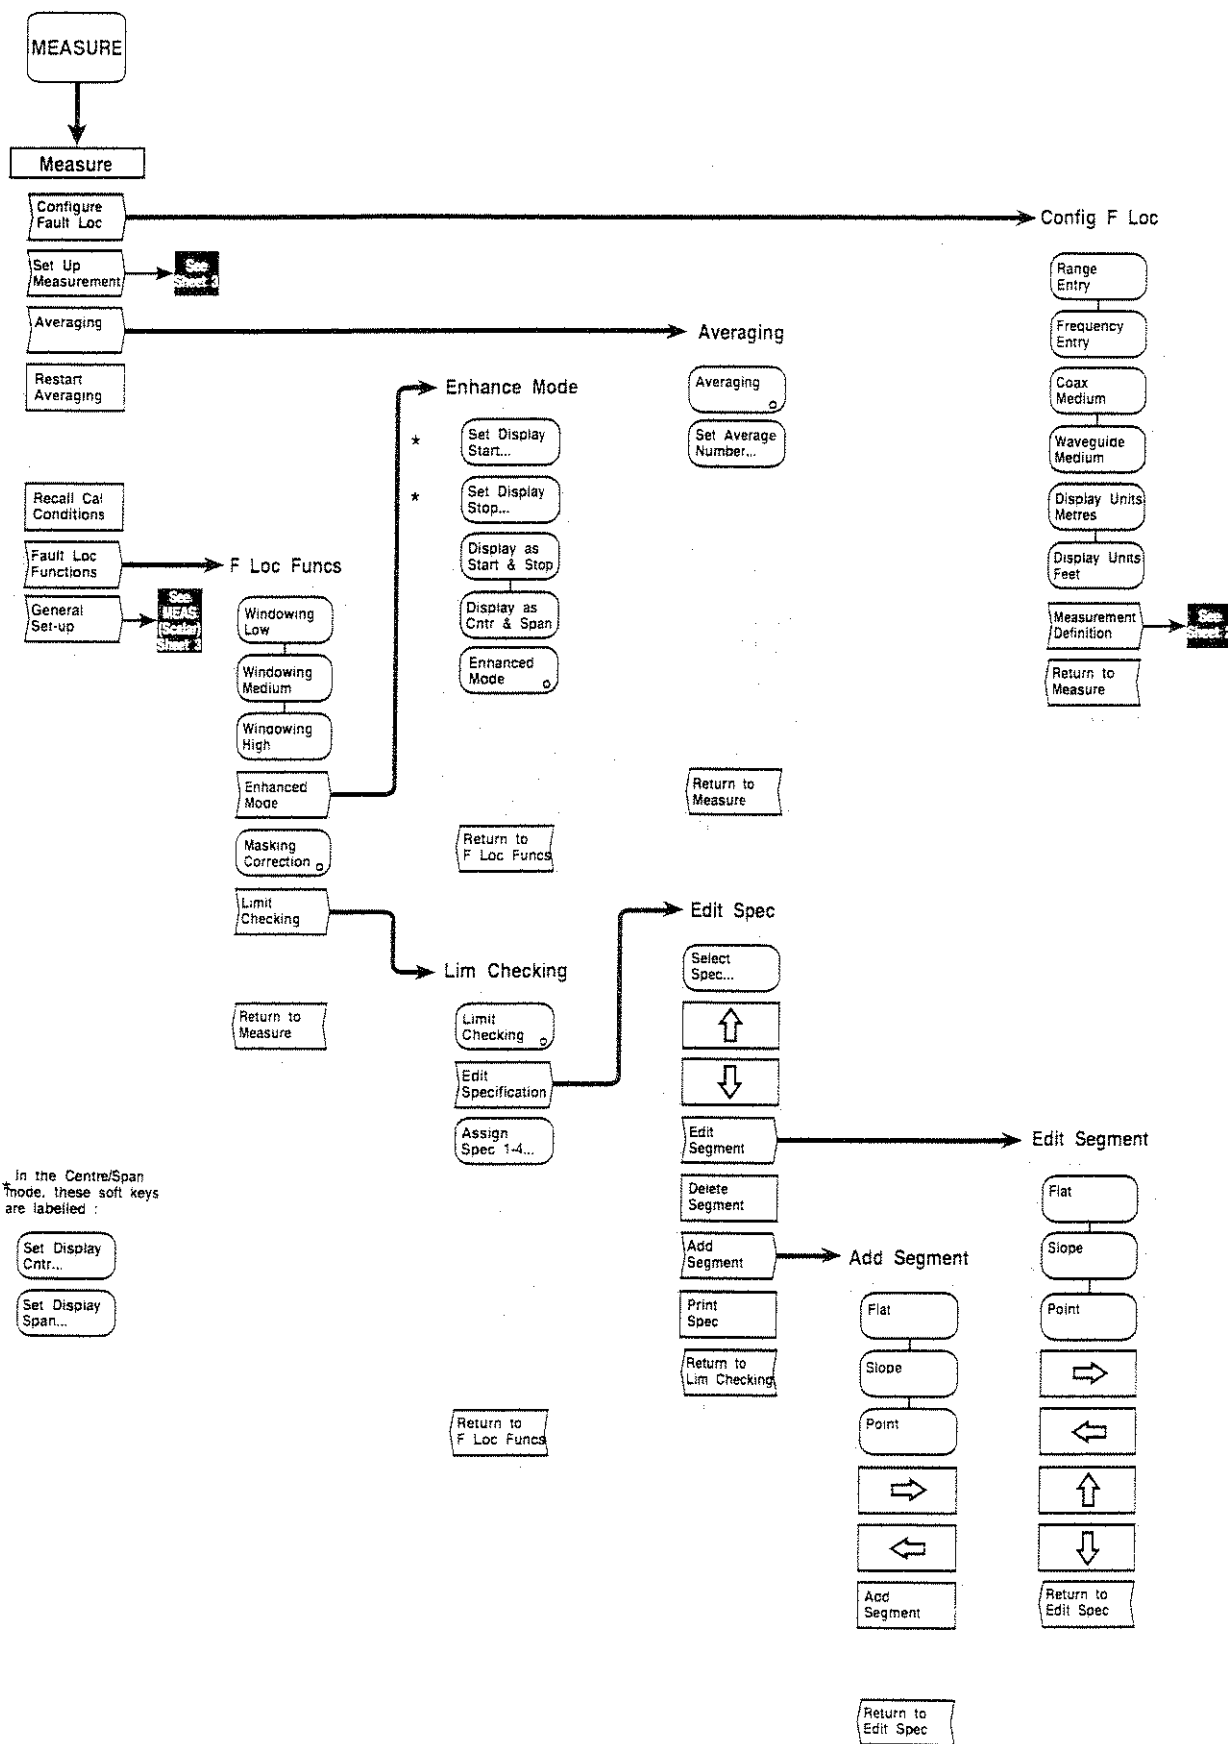 MEASURE
Measure
Configure
Fault Loc
Set Up
Measurement
See
Averaging
Restart
Averaging
Recall Cal
Conditions
Fault Loc
Functions
General
Set-up
See
MEAS
Scalar
F Loc Funcs
Windowing
Low
Windowing
Medium
Windowing
High
Enhanced
Mode
Masking
Correction
Limit
Checking
Return to
Measure
Enhance Mode
*
Set Display
Start...
*
Set Display
Stop...
Display as
Start & Stop
Display as
Cntr & Span
Enhanced
Mode
Return to
F Loc Funcs
Lim Checking
Limit
Checking
Edit
Specification
Assign
Spec 1-4...
Return to
F Loc Funcs
Averaging
Averaging
Set Average
Number...
Return to
Measure
Edit Spec
Select
Spec...
Edit
Segment
Delete
Segment
Add
Segment
Print
Spec
Return to
Lim Checking
Add Segment
Flat
Slope
Point
Add
Segment
Return to
Edit Spec
Config F Loc
Range
Entry
Frequency
Entry
Coax
Medium
Waveguide
Medium
Display Units
Metres
Display Units
Feet
Measurement
Definition
See
Return to
Measure
Edit Segment
Flat
Slope
Point
Return to
Edit Spec
* In the Centre/Span
mode, these soft keys
are labelled :
Set Display
Cntr...
Set Display
Span...